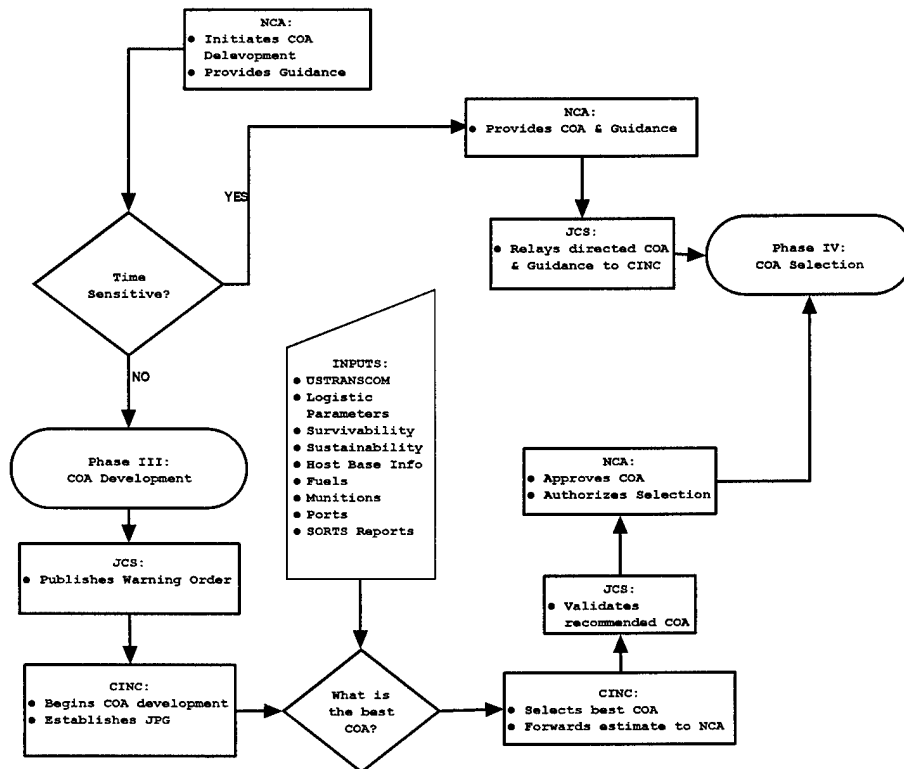 NCA:
● Initiates COA
Delevopment
● Provides Guidance
NCA:
● Provides COA & Guidance
YES
JCS:
● Relays directed COA
& Guidance to CINC
Phase IV:
COA Selection
Time
Sensitive?
NO
INPUTS:
● USTRANSCOM
● Logistic
Parameters
● Survivability
● Sustainability
● Host Base Info
● Fuels
● Munitions
● Ports
● SORTS Reports
Phase III:
COA Development
NCA:
● Approves COA
● Authorizes Selection
JCS:
● Publishes Warning Order
JCS:
● Validates
recommended COA
CINC:
● Begins COA development
● Establishes JPG
What is
the best
COA?
CINC:
● Selects best COA
● Forwards estimate to NCA